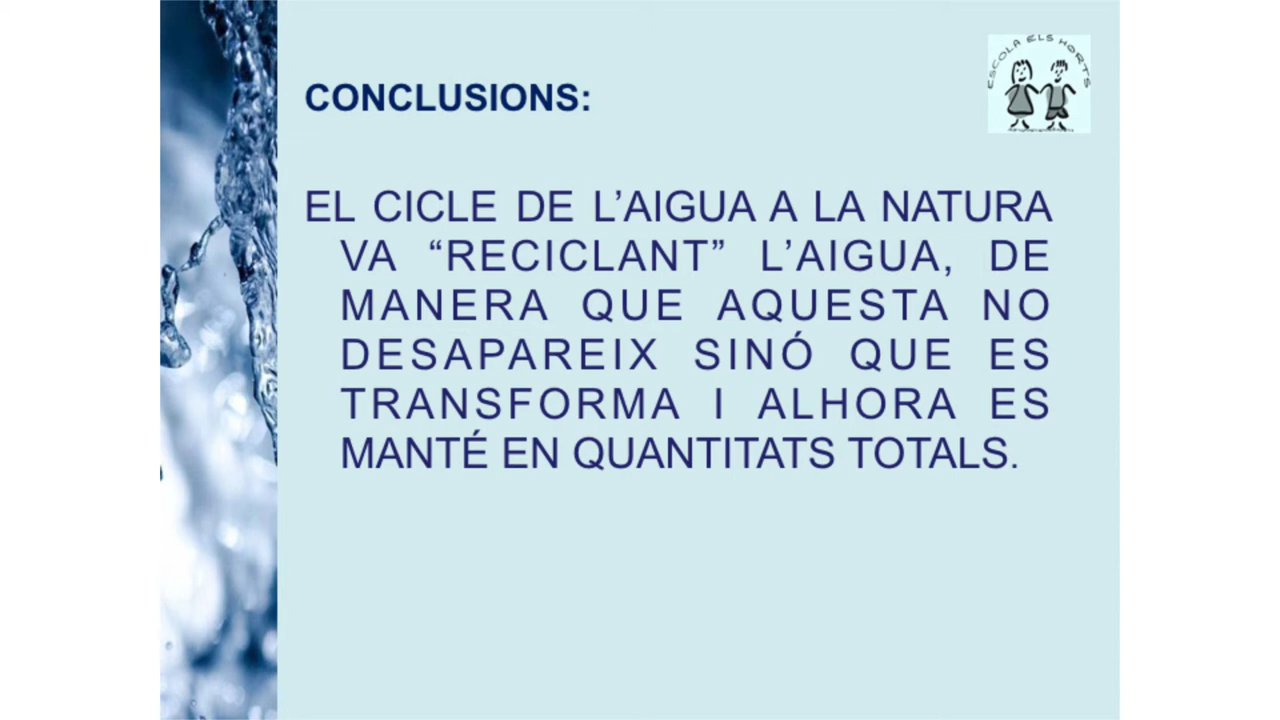 ESCOLA ELS HORTS
CONCLUSIONS:
EL CICLE DE L’AIGUA A LA NATURA
VA “RECICLANT” L’AIGUA, DE
MANERA QUE AQUESTA NO
DESAPAREIX SINÓ QUE ES
TRANSFORMA I ALHORA ES
MANTÉ EN QUANTITATS TOTALS.